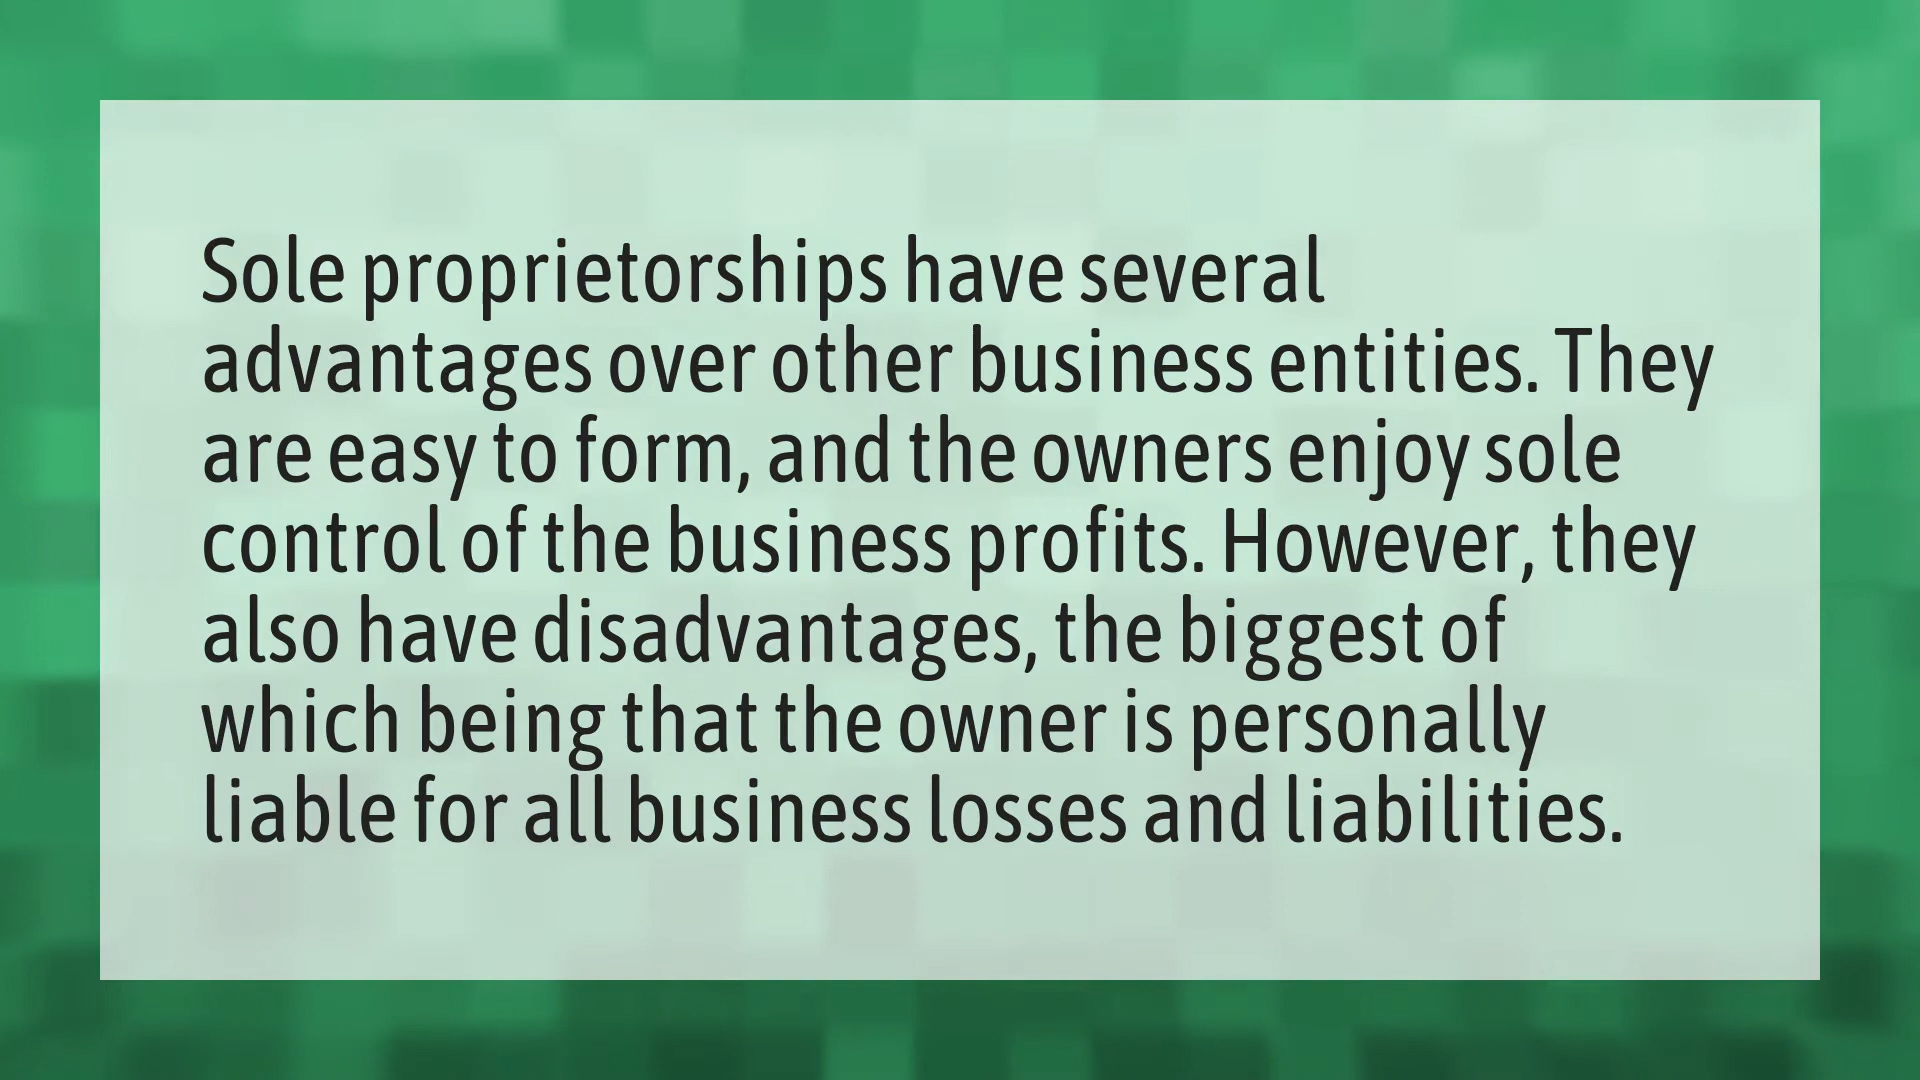 Sole proprietorships have several
advantages over other business entities. They
are easy to form, and the owners enjoy sole
control of the business profits. However, they
also have disadvantages, the biggest of
which being that the owner is personally
liable for all business losses and liabilities.